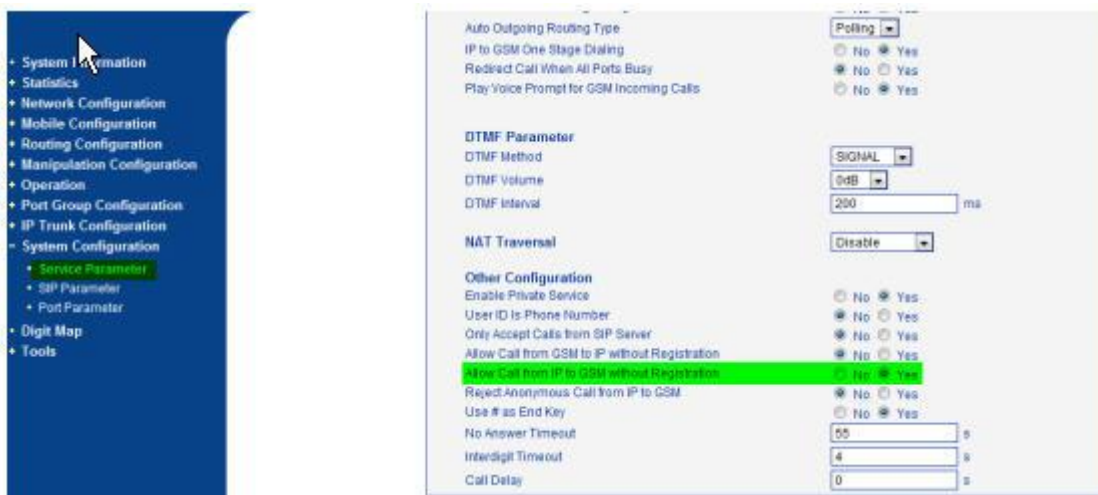 System Information
Statistics
Network Configuration
Mobile Configuration
Routing Configuration
Manipulation Configuration
Operation
Port Group Configuration
IP Trunk Configuration
System Configuration
Service Parameter
SIP Parameter
Port Parameter
Digit Map
Tools
Auto Outgoing Routing Type Polling
IP to GSM One Stage Dialing No Yes
Redirect Call When All Ports Busy No Yes
Play Voice Prompt for GSM Incoming Calls No Yes
DTMF Parameter
DTMF Method SIGNAL
DTMF Volume 0dB
DTMF Interval 200 ms
NAT Traversal Disable
Other Configuration
Enable Private Service No Yes
User ID Is Phone Number No Yes
Only Accept Calls from SIP Server No Yes
Allow Call from GSM to IP without Registration No Yes
Allow Call from IP to GSM without Registration No Yes
Reject Anonymous Call from IP to GSM No Yes
Use # as End Key No Yes
No Answer Timeout 55 s
Interdigit Timeout 4 s
Call Delay 0 s